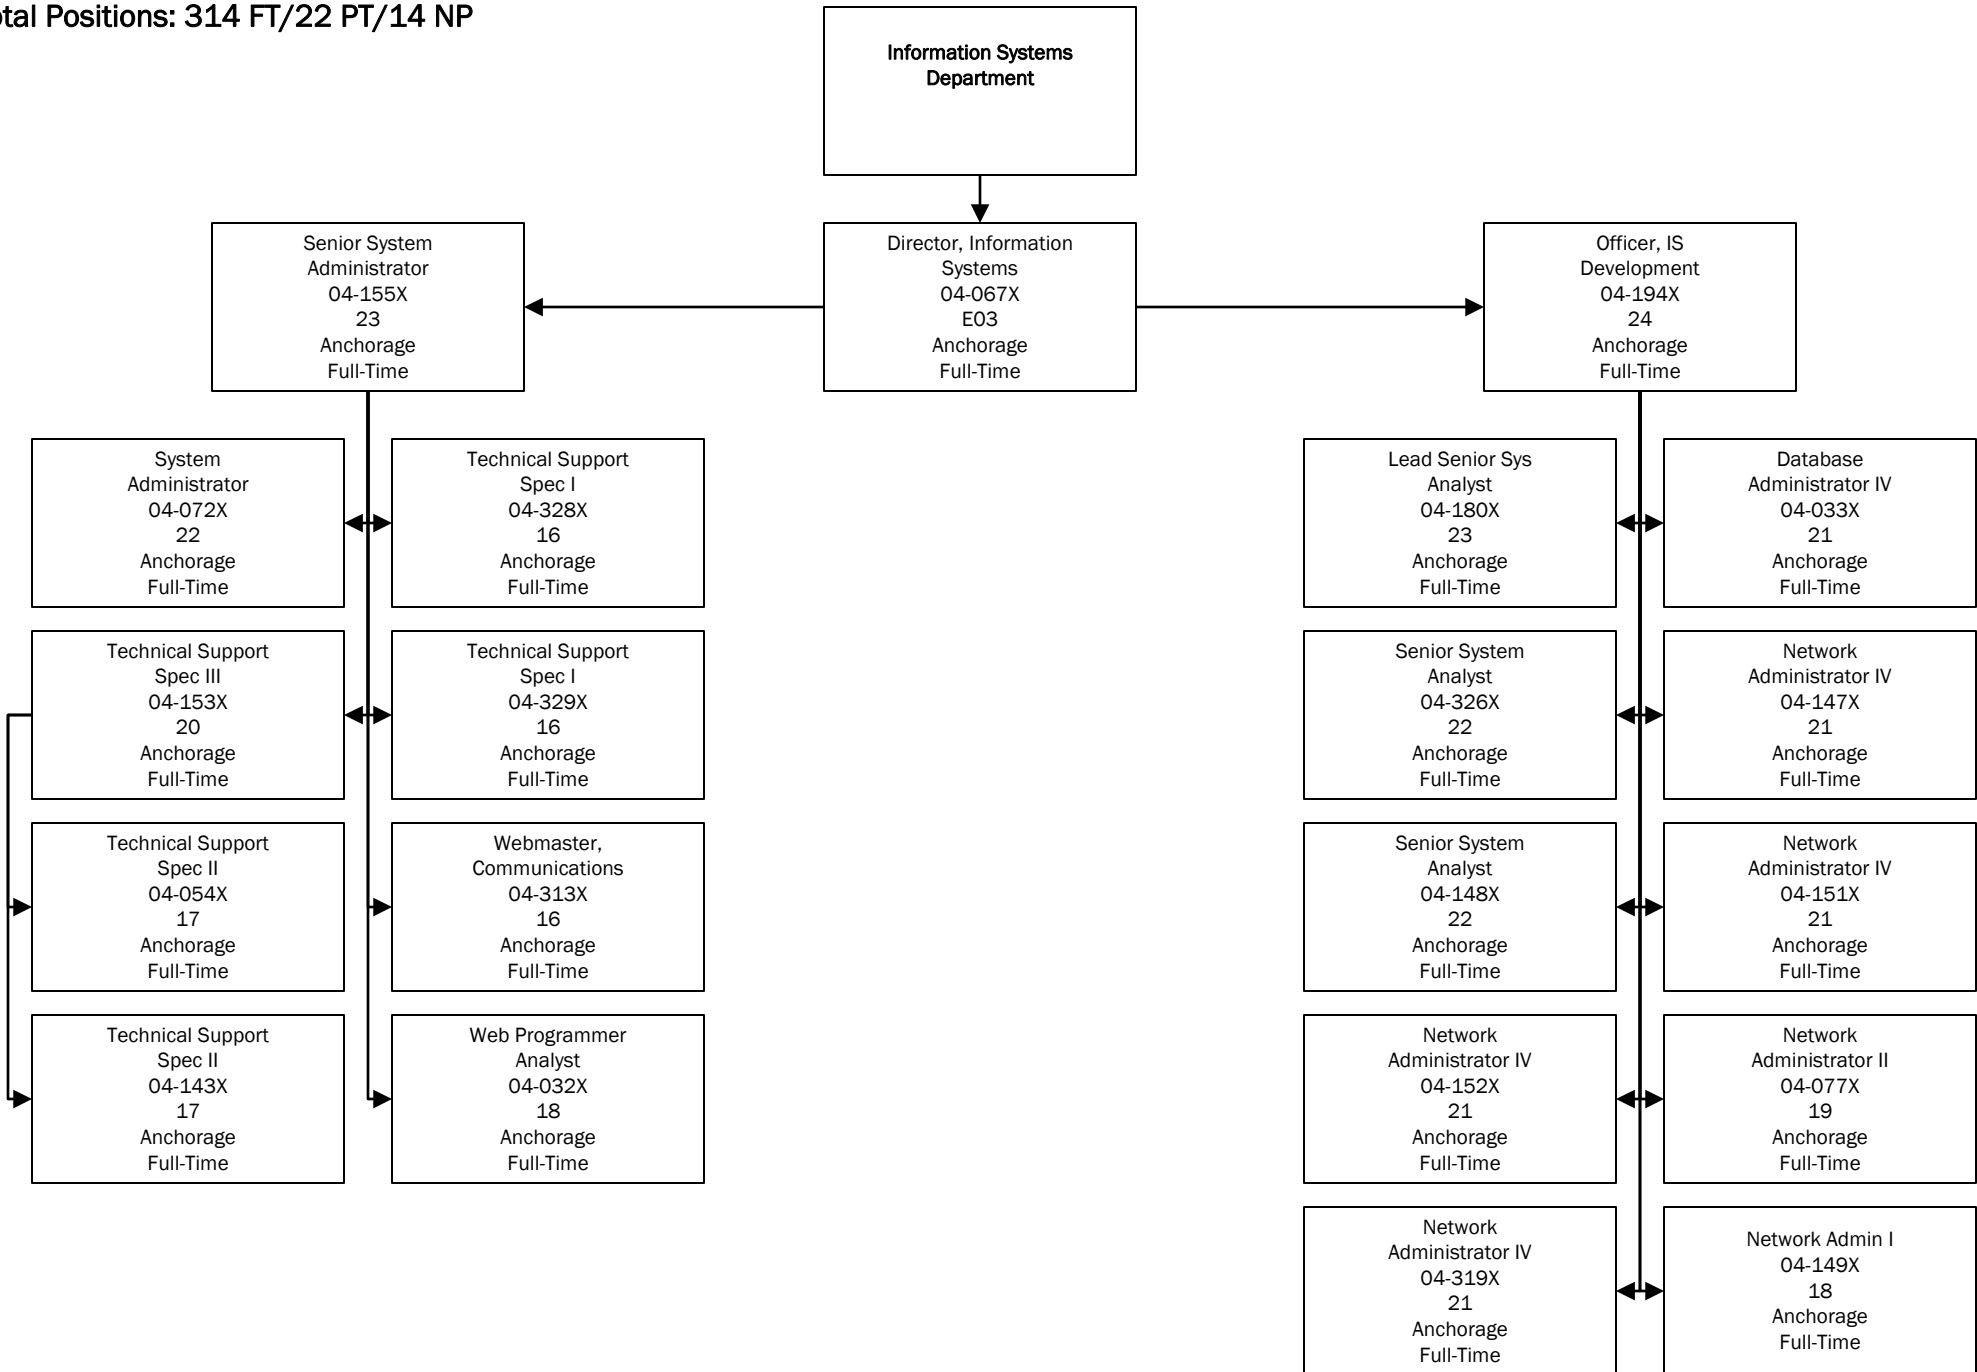 otal Positions: 314 FT/22 PT/14 NP
Information Systems
Department
Senior System
Administrator
04-155X
23
Anchorage
Full-Time
Director, Information
Systems
04-067X
E03
Anchorage
Full-Time
Officer, IS
Development
04-194X
24
Anchorage
Full-Time
System
Administrator
04-072X
22
Anchorage
Full-Time
Technical Support
Spec I
04-328X
16
Anchorage
Full-Time
Lead Senior Sys
Analyst
04-180X
23
Anchorage
Full-Time
Database
Administrator IV
04-033X
21
Anchorage
Full-Time
Technical Support
Spec III
04-153X
20
Anchorage
Full-Time
Technical Support
Spec I
04-329X
16
Anchorage
Full-Time
Senior System
Analyst
04-326X
22
Anchorage
Full-Time
Network
Administrator IV
04-147X
21
Anchorage
Full-Time
Technical Support
Spec II
04-054X
17
Anchorage
Full-Time
Webmaster,
Communications
04-313X
16
Anchorage
Full-Time
Senior System
Analyst
04-148X
22
Anchorage
Full-Time
Network
Administrator IV
04-151X
21
Anchorage
Full-Time
Technical Support
Spec II
04-143X
17
Anchorage
Full-Time
Web Programmer
Analyst
04-032X
18
Anchorage
Full-Time
Network
Administrator IV
04-152X
21
Anchorage
Full-Time
Network
Administrator II
04-077X
19
Anchorage
Full-Time
Network
Administrator IV
04-319X
21
Anchorage
Full-Time
Network Admin I
04-149X
18
Anchorage
Full-Time